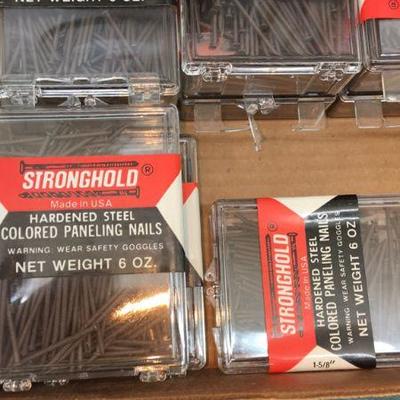 NET WEIGHT 6 OZ.
STRONGHOLD®
Made in USA
HARDENED STEEL
COLORED PANELING NAILS
WARNING: WEAR SAFETY GOGGLES
NET WEIGHT 6 OZ.
STRONGHOLD®
Made in USA
HARDENED STEEL
COLORED PANELING NAILS
WARNING: WEAR SAFETY GOGGLES
NET WEIGHT 6 OZ.
1-5/8"